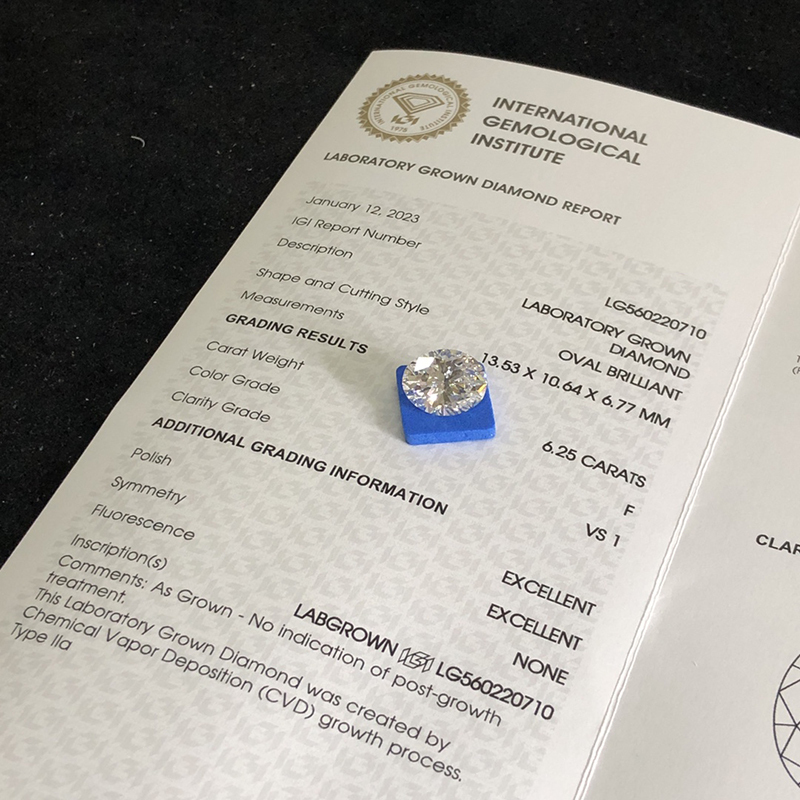 INTERNATIONAL GEMOLOGICAL INSTITUTE
1975
INTERNATIONAL
GEMOLOGICAL
INSTITUTE
LABORATORY GROWN DIAMOND REPORT
January 12, 2023
IGI Report Number LG560220710
Description LABORATORY GROWN
DIAMOND
Shape and Cutting Style OVAL BRILLIANT
Measurements 13.53 X 10.64 X 6.77 MM
GRADING RESULTS
Carat Weight 6.25 CARATS
Color Grade F
Clarity Grade VS 1
ADDITIONAL GRADING INFORMATION
Polish EXCELLENT
Symmetry EXCELLENT
Fluorescence NONE
Inscription(s) LABGROWN IGI LG560220710
Comments: As Grown - No indication of post-growth
treatment.
This Laboratory Grown Diamond was created by
Chemical Vapor Deposition (CVD) growth process.
Type IIa